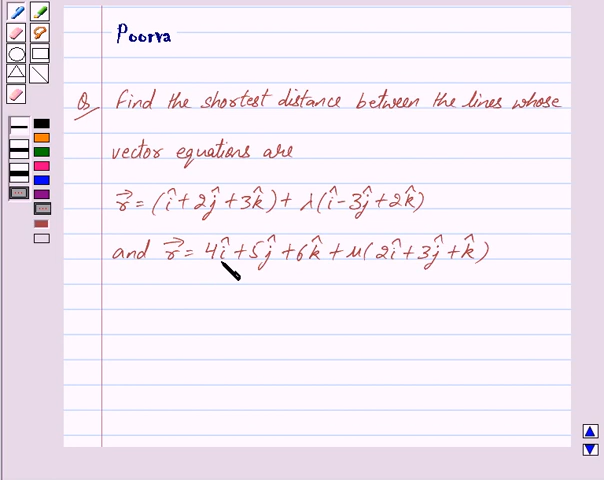 Poorva
Q Find the shortest distance between the lines whose
vector equations are
r⃗ = (î + 2ĵ + 3k̂) + λ(î - 3ĵ + 2k̂)
and r⃗ = 4î + 5ĵ + 6k̂ + μ(2î + 3ĵ + k̂)